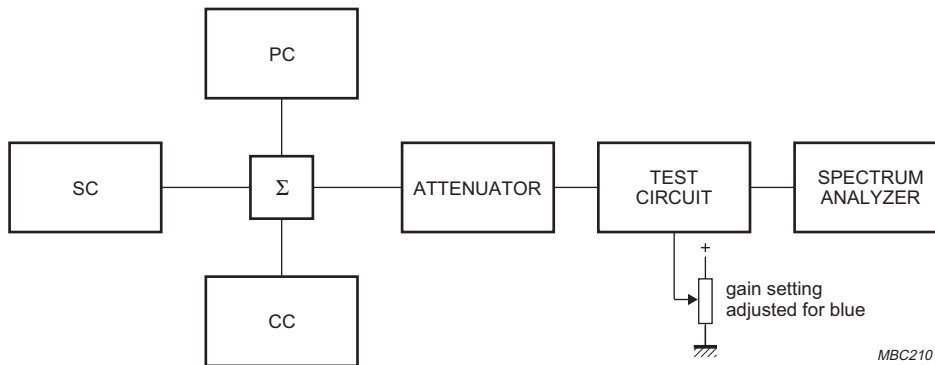 PC
SC
Σ
ATTENUATOR
TEST
CIRCUIT
SPECTRUM
ANALYZER
CC
+
gain setting
adjusted for blue
MBC210